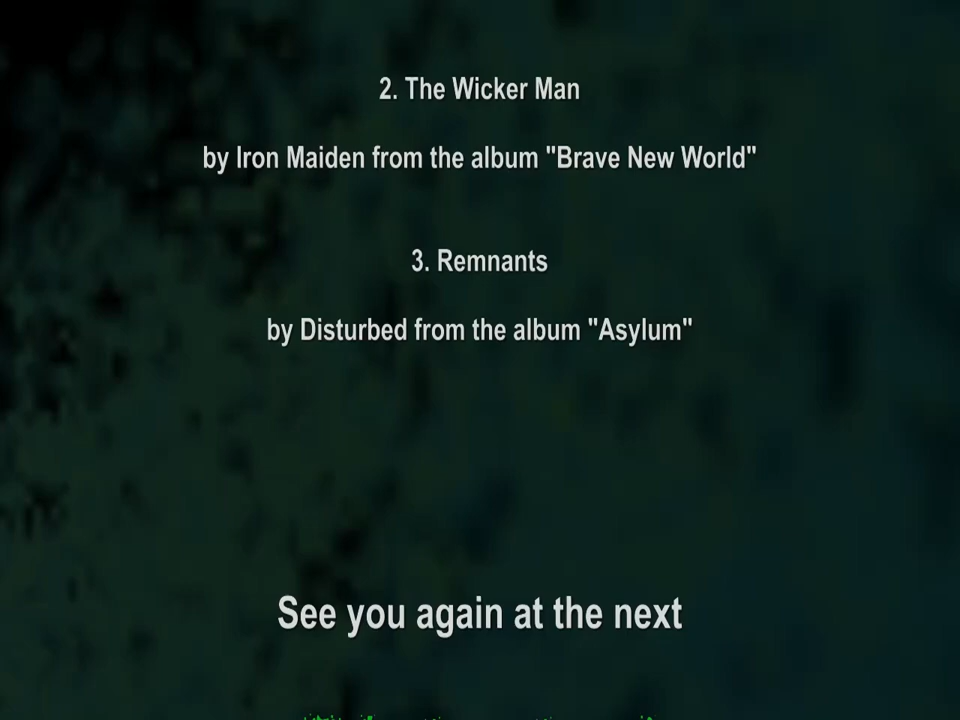 2. The Wicker Man
by Iron Maiden from the album "Brave New World"
3. Remnants
by Disturbed from the album "Asylum"
See you again at the next